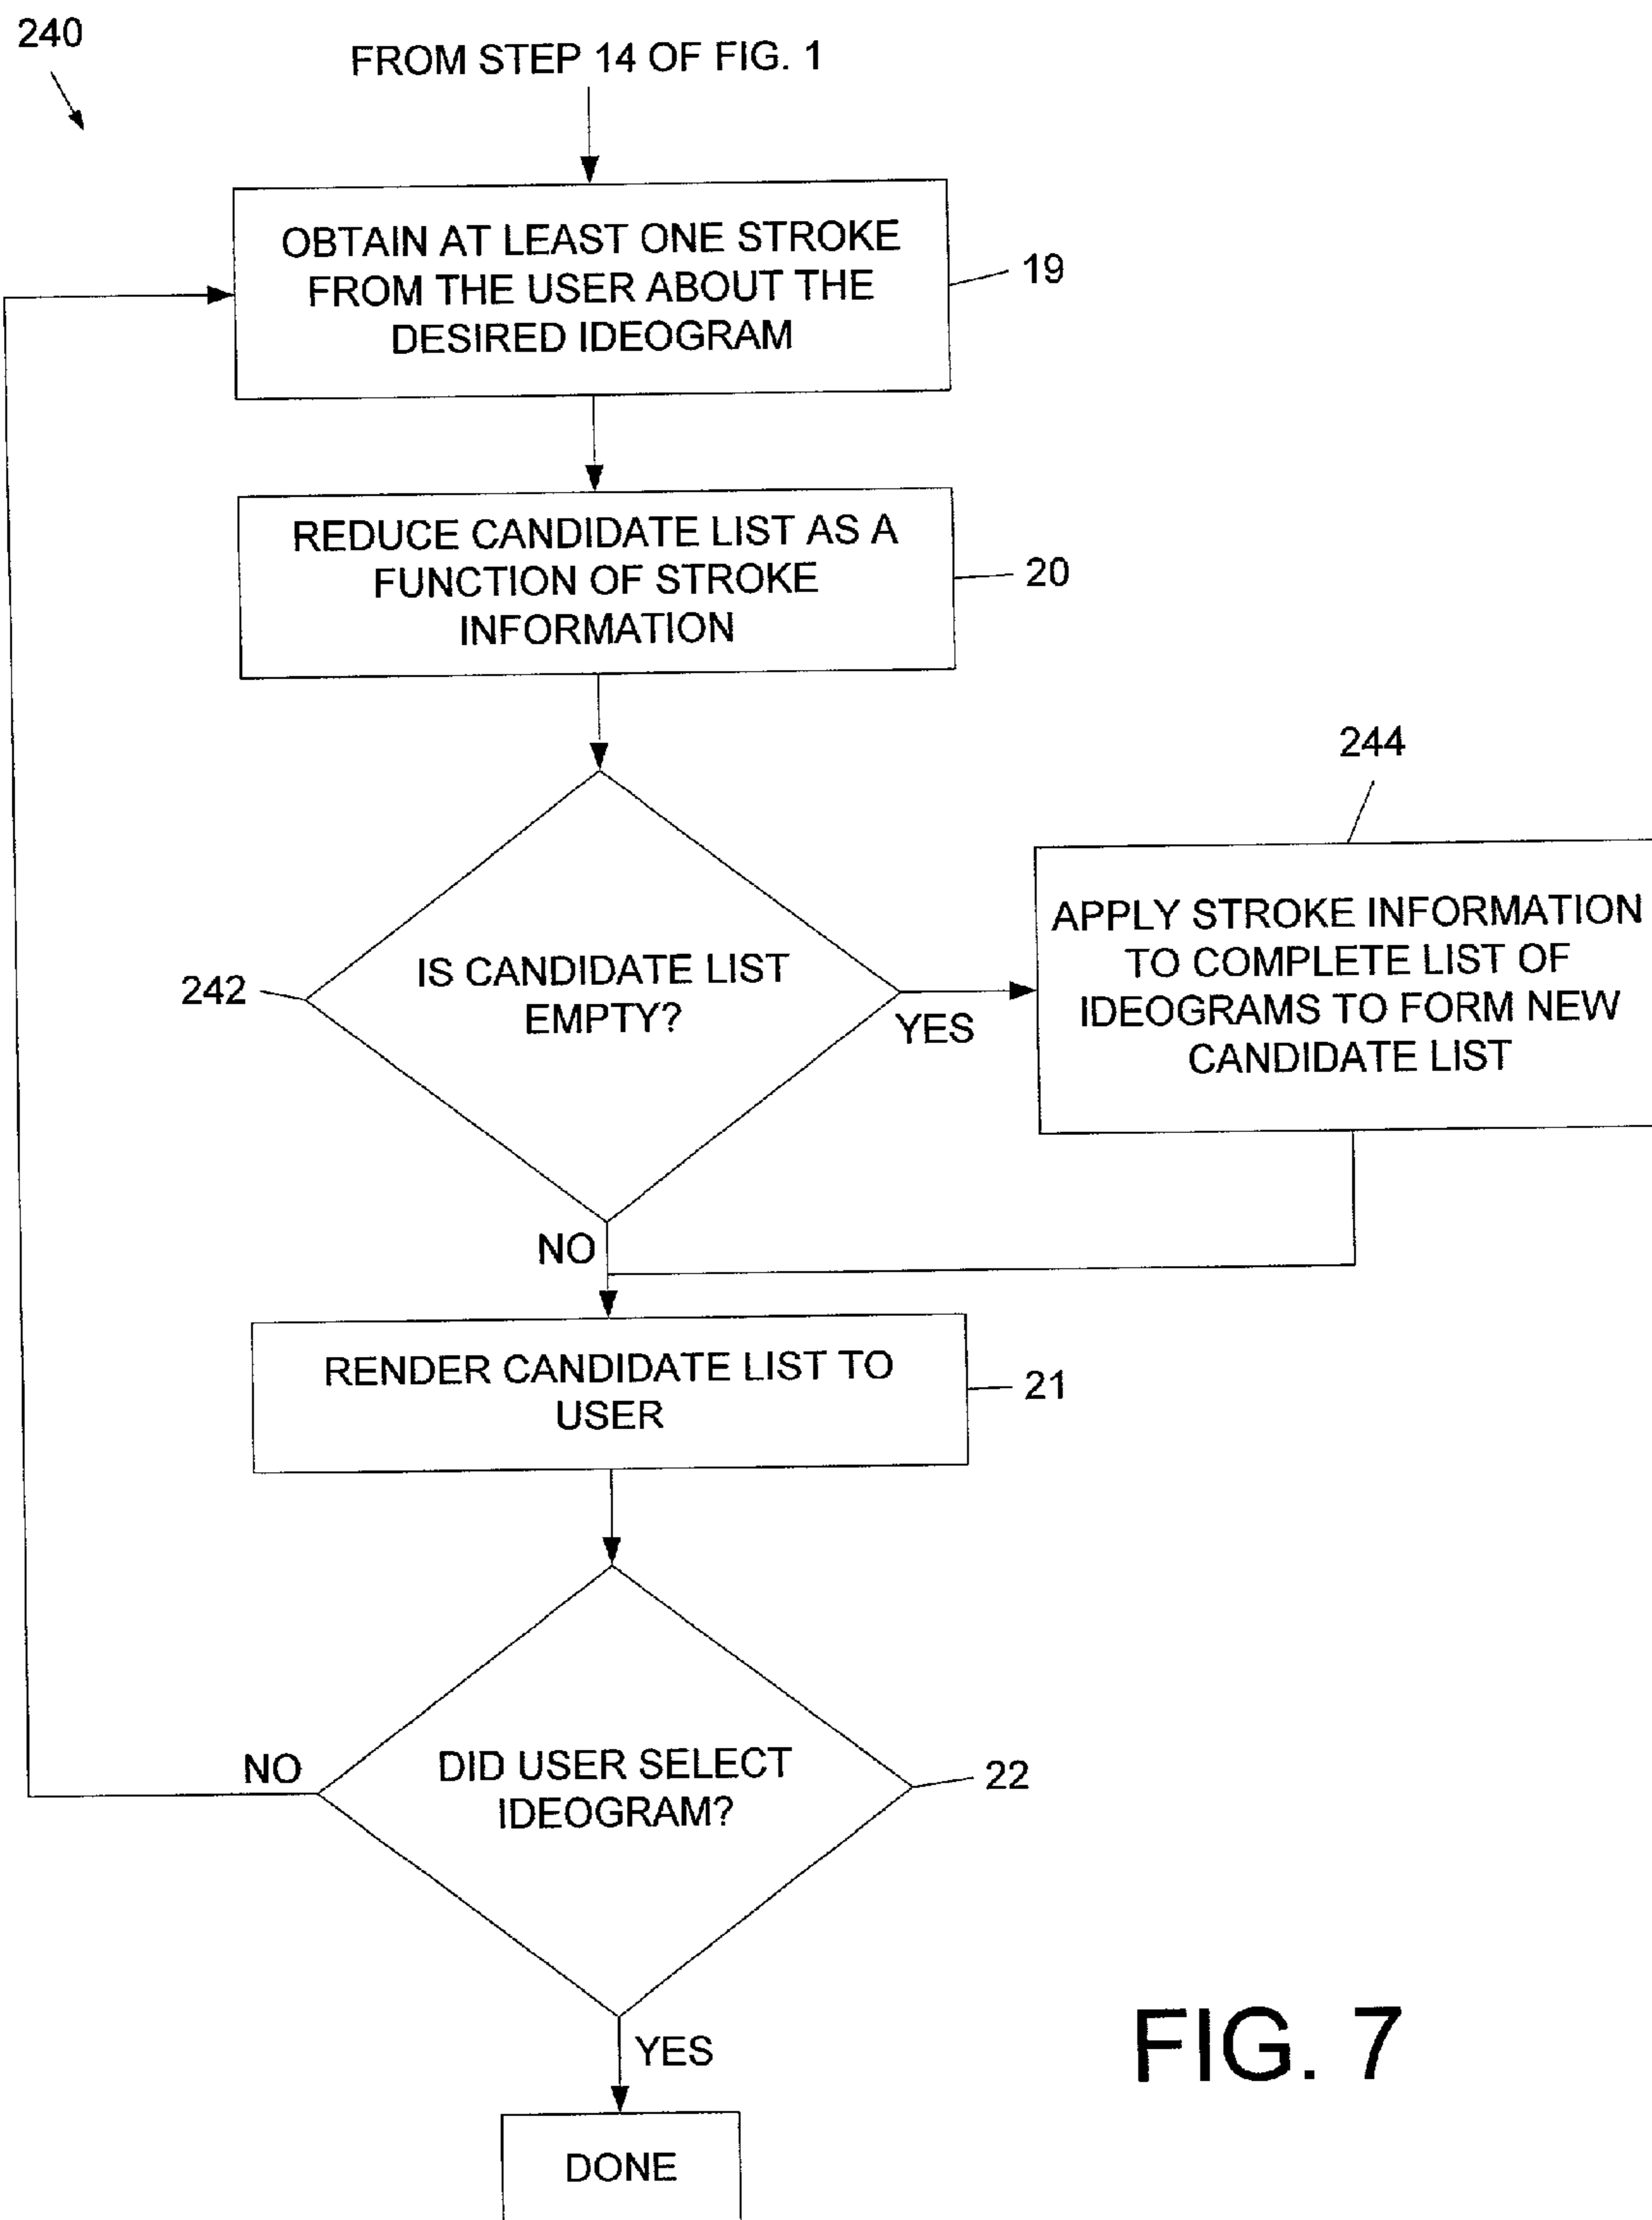 240
FROM STEP 14 OF FIG. 1
OBTAIN AT LEAST ONE STROKE
FROM THE USER ABOUT THE
DESIRED IDEOGRAM
19
REDUCE CANDIDATE LIST AS A
FUNCTION OF STROKE
INFORMATION
20
244
APPLY STROKE INFORMATION
TO COMPLETE LIST OF
IDEOGRAMS TO FORM NEW
CANDIDATE LIST
242
IS CANDIDATE LIST
EMPTY?
YES
NO
RENDER CANDIDATE LIST TO
USER
21
NO
DID USER SELECT
IDEOGRAM?
22
YES
DONE
FIG. 7